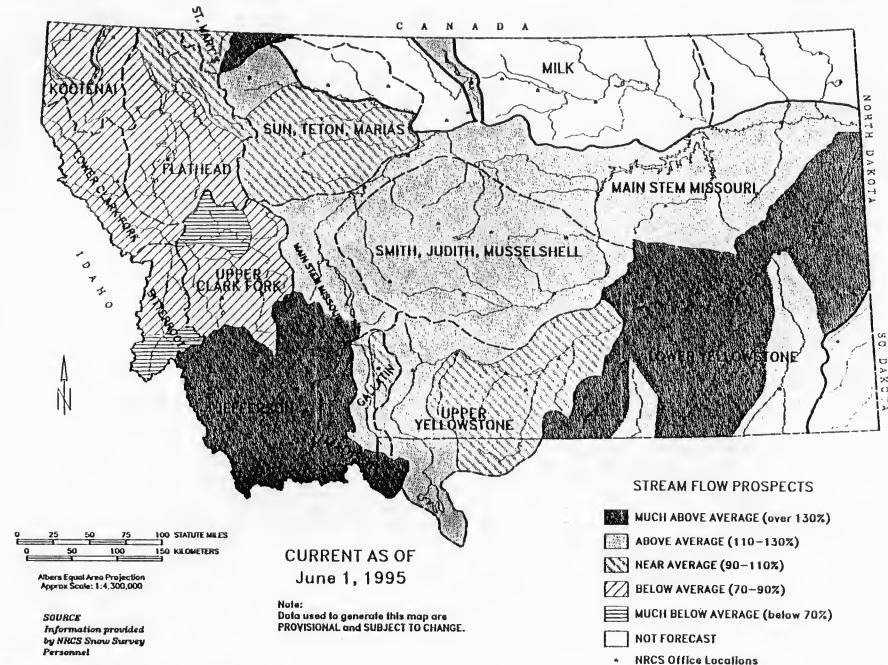 C A N A D A
ST. MARY'S
KOOTENAI
MILK
SUN, TETON, MARIAS
FLATHEAD
LOWER CLARK FORK
MAIN STEM MISSOURI
NORTH DAKOTA
SMITH, JUDITH, MUSSELSHELL
MAIN STEM MISSOURI
UPPER
CLARK FORK
IDAHO
BITTERROOT
LOWER YELLOWSTONE
SO. DAKOTA
JEFFERSON
GALLATIN
UPPER
YELLOWSTONE
N
STREAM FLOW PROSPECTS
MUCH ABOVE AVERAGE (over 130%)
ABOVE AVERAGE (110-130%)
NEAR AVERAGE (90-110%)
BELOW AVERAGE (70-90%)
MUCH BELOW AVERAGE (below 70%)
NOT FORECAST
NRCS Office Locations
0 25 50 75 100 STATUTE MILES
0 50 100 150 KILOMETERS
Albers Equal Area Projection
Approx Scale: 1:4,300,000
CURRENT AS OF
June 1, 1995
Note:
Data used to generate this map are
PROVISIONAL and SUBJECT TO CHANGE.
SOURCE
Information provided
by NRCS Snow Survey
Personnel